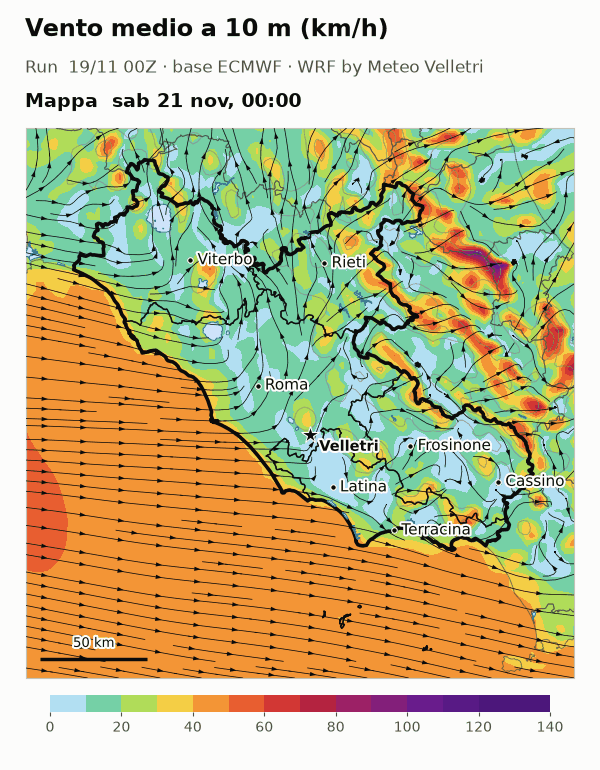 Vento medio a 10 m (km/h)
Run 19/11 00Z · base ECMWF · WRF by Meteo Velletri
Mappa sab 21 nov, 00:00
Viterbo
Rieti
Roma
Velletri
Frosinone
Cassino
Latina
Terracina
50 km
0 20 40 60 80 100 120 140